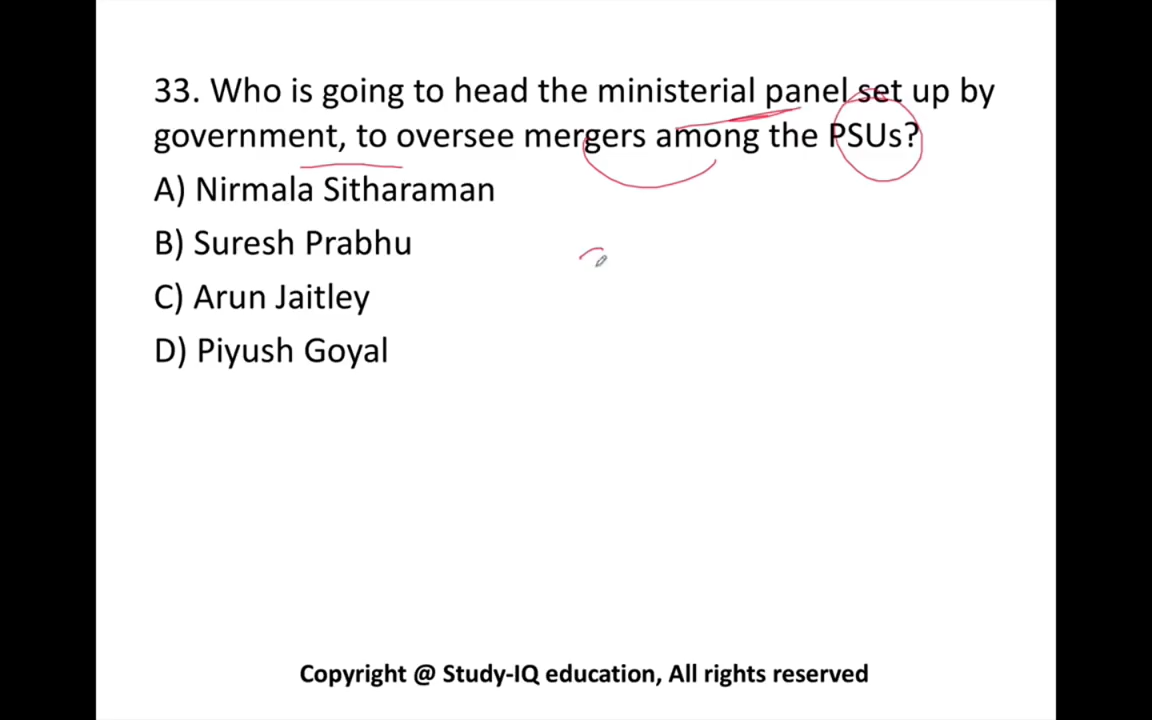 33. Who is going to head the ministerial panel set up by
government, to oversee mergers among the PSUs?
A) Nirmala Sitharaman
B) Suresh Prabhu
C) Arun Jaitley
D) Piyush Goyal
Copyright @ Study-IQ education, All rights reserved